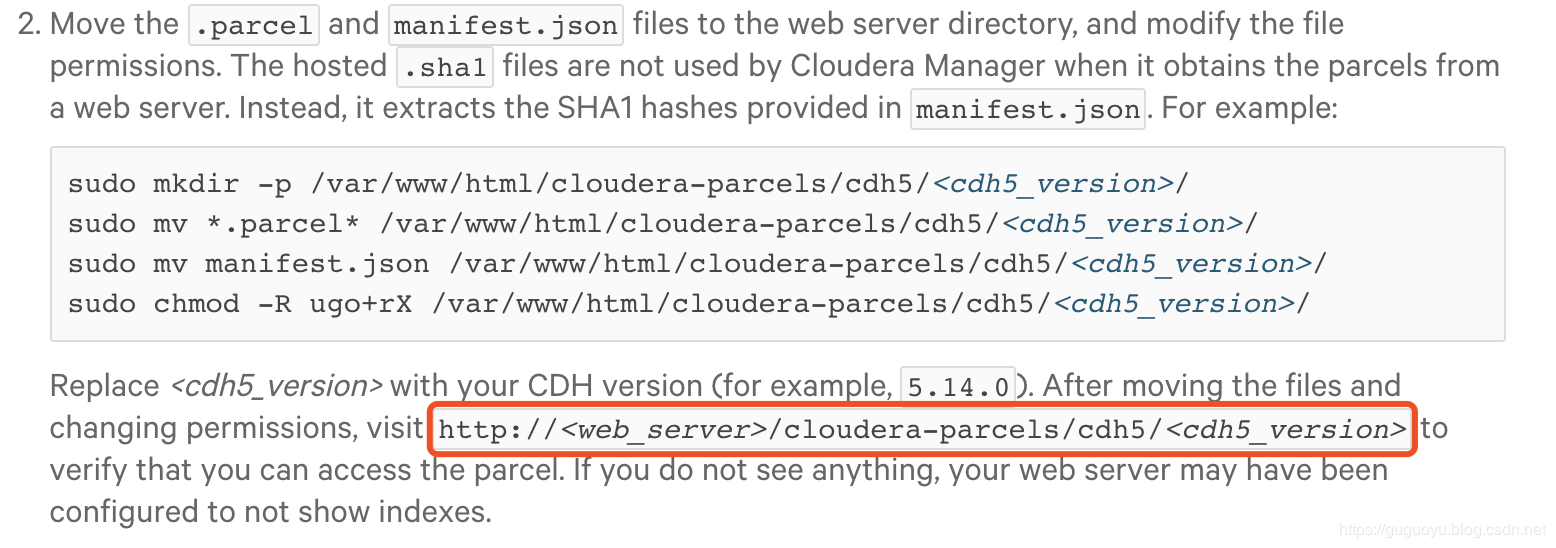 2. Move the .parcel and manifest.json files to the web server directory, and modify the file
permissions. The hosted .sha1 files are not used by Cloudera Manager when it obtains the parcels from
a web server. Instead, it extracts the SHA1 hashes provided in manifest.json. For example:
sudo mkdir -p /var/www/html/cloudera-parcels/cdh5/<cdh5_version>/
sudo mv *.parcel* /var/www/html/cloudera-parcels/cdh5/<cdh5_version>/
sudo mv manifest.json /var/www/html/cloudera-parcels/cdh5/<cdh5_version>/
sudo chmod -R ugo+rX /var/www/html/cloudera-parcels/cdh5/<cdh5_version>/
Replace <cdh5_version> with your CDH version (for example, 5.14.0). After moving the files and
changing permissions, visit http://<web_server>/cloudera-parcels/cdh5/<cdh5_version> to
verify that you can access the parcel. If you do not see anything, your web server may have been
configured to not show indexes.
https://guguoyu.blog.csdn.net